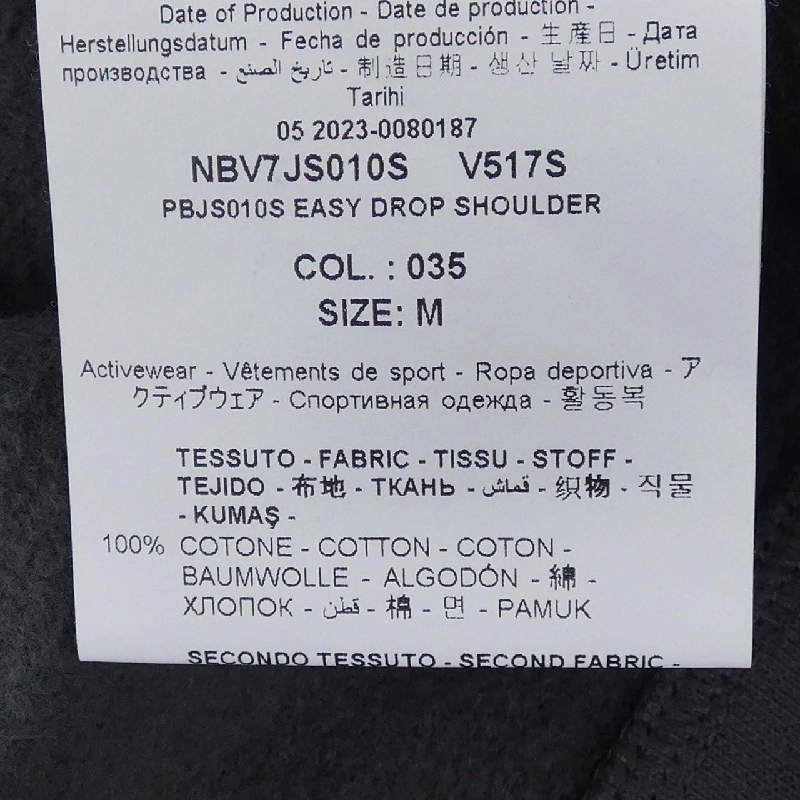 Date of Production - Date de production -
Herstellungsdatum - Fecha de producción - 生産日 - Дата
производства - تاريخ الصنع - 制造日期 - 생산 날짜 - Üretim
Tarihi
05 2023-0080187
NBV7JS010S V517S
PBJS010S EASY DROP SHOULDER
COL. : 035
SIZE: M
Activewear - Vêtements de sport - Ropa deportiva - ア
クティブウェア - Спортивная одежда - 활동복
TESSUTO - FABRIC - TISSU - STOFF -
TEJIDO - 布地 - ТКАНЬ - قماش - 织物 - 직물
- KUMAŞ -
100% COTONE - COTTON - COTON -
BAUMWOLLE - ALGODÓN - 綿 -
ХЛОПОК - قطن - 棉 - 면 - PAMUK
SECONDO TESSUTO - SECOND FABRIC -